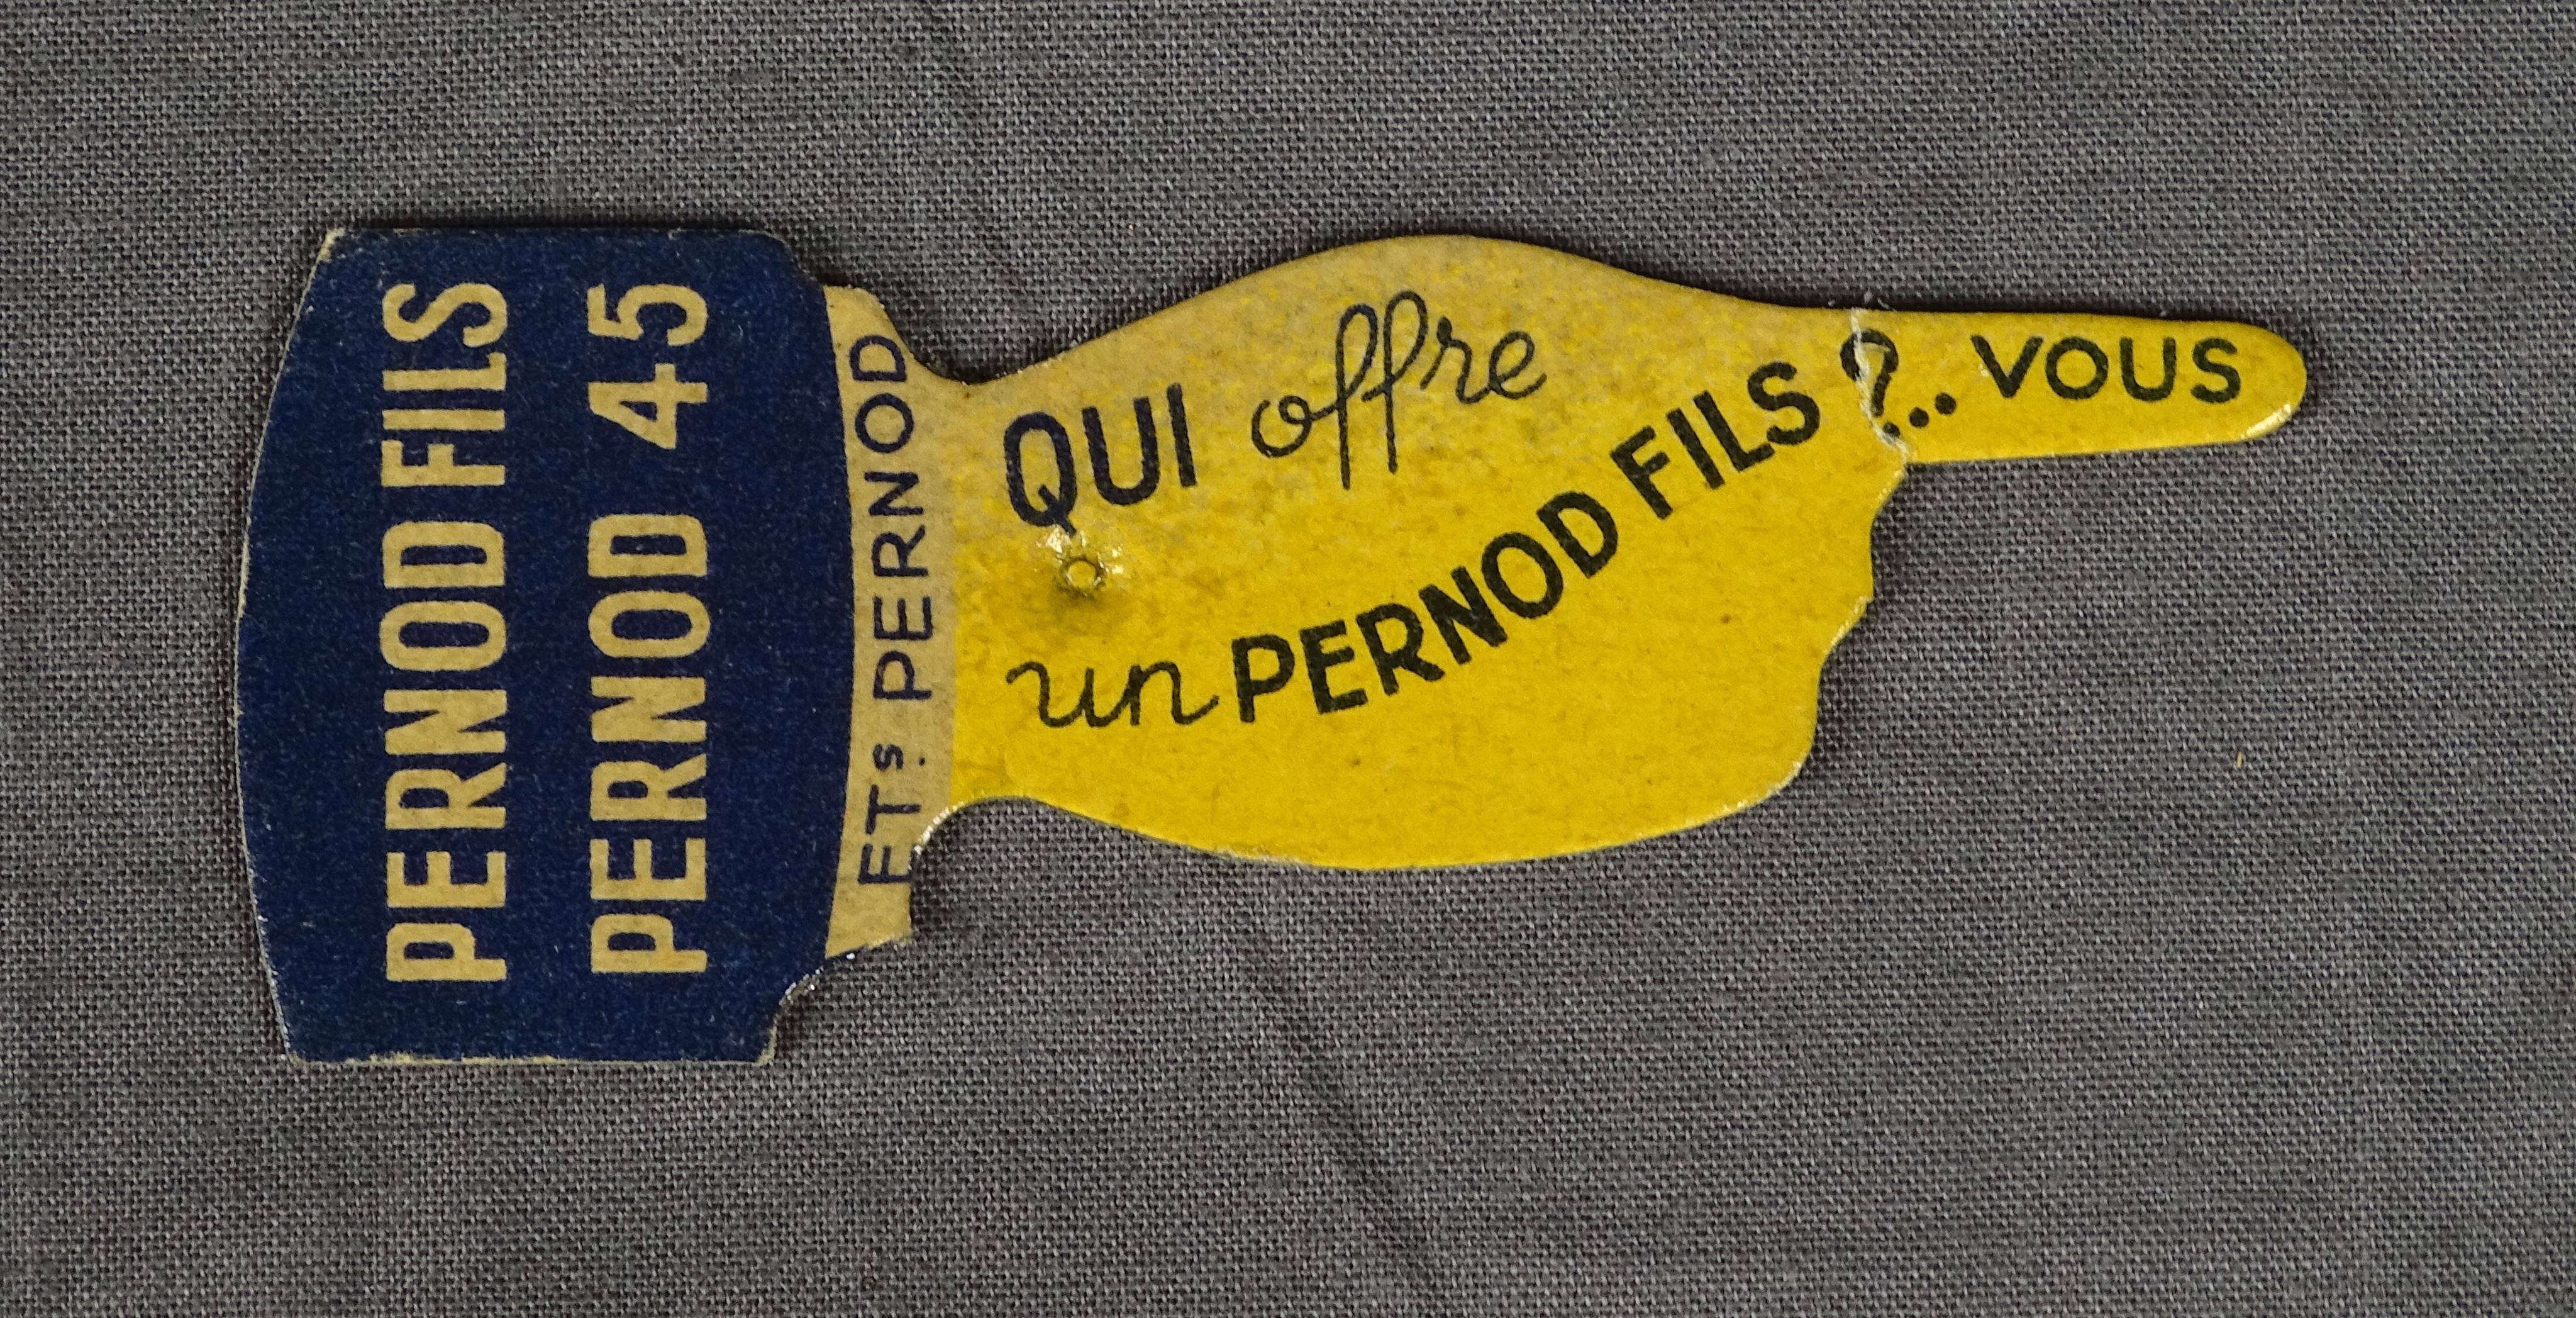 PERNOD FILS
PERNOD 45
ETs. PERNOD
QUI offre
un PERNOD FILS ?.. VOUS